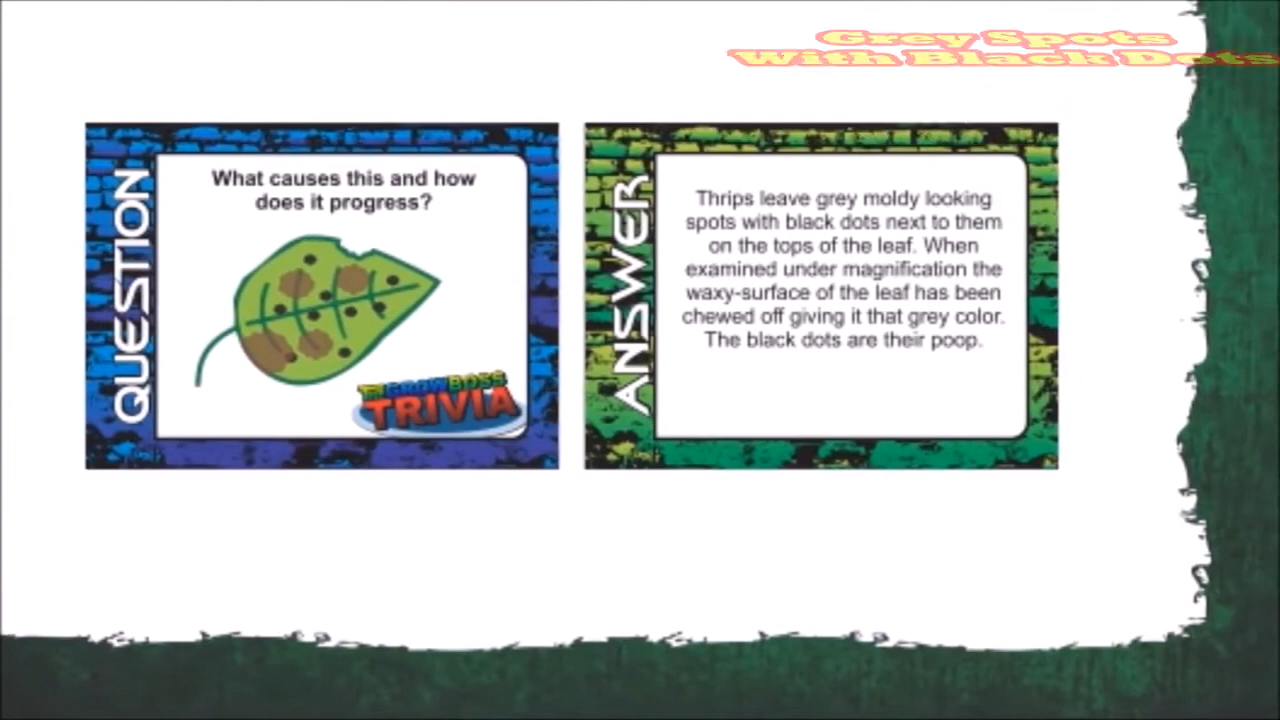 Grey Spots
With Black Dots
QUESTION
What causes this and how
does it progress?
THE GROWBOSS
TRIVIA
ANSWER
Thrips leave grey moldy looking
spots with black dots next to them
on the tops of the leaf. When
examined under magnification the
waxy-surface of the leaf has been
chewed off giving it that grey color.
The black dots are their poop.